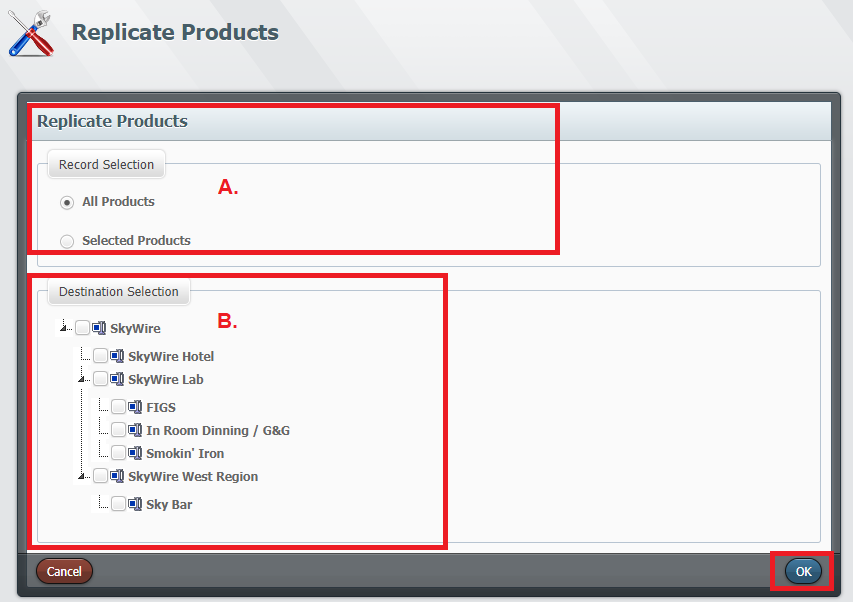 Replicate Products
Replicate Products
Record Selection
A.
All Products
Selected Products
Destination Selection
B.
SkyWire
SkyWire Hotel
SkyWire Lab
FIGS
In Room Dinning / G&G
Smokin' Iron
SkyWire West Region
Sky Bar
Cancel
OK